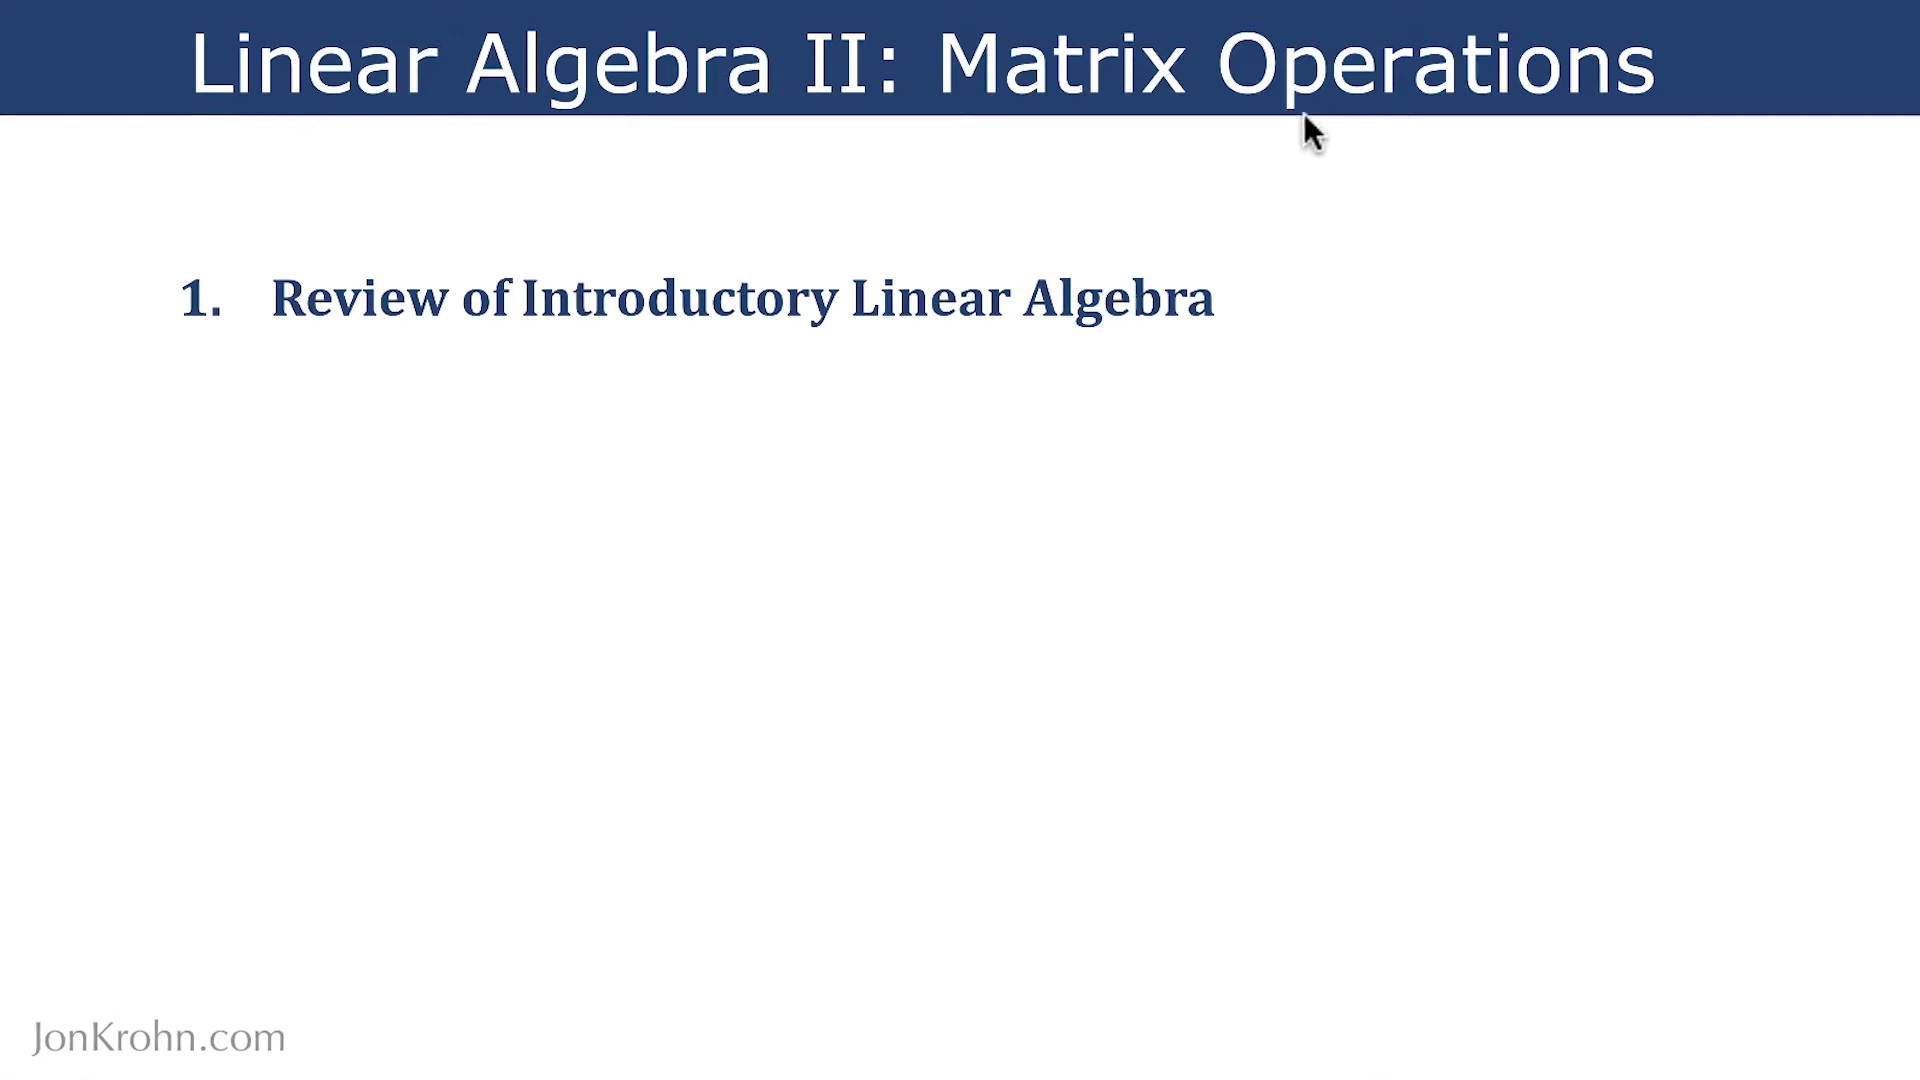 Linear Algebra II: Matrix Operations
1. Review of Introductory Linear Algebra
JonKrohn.com